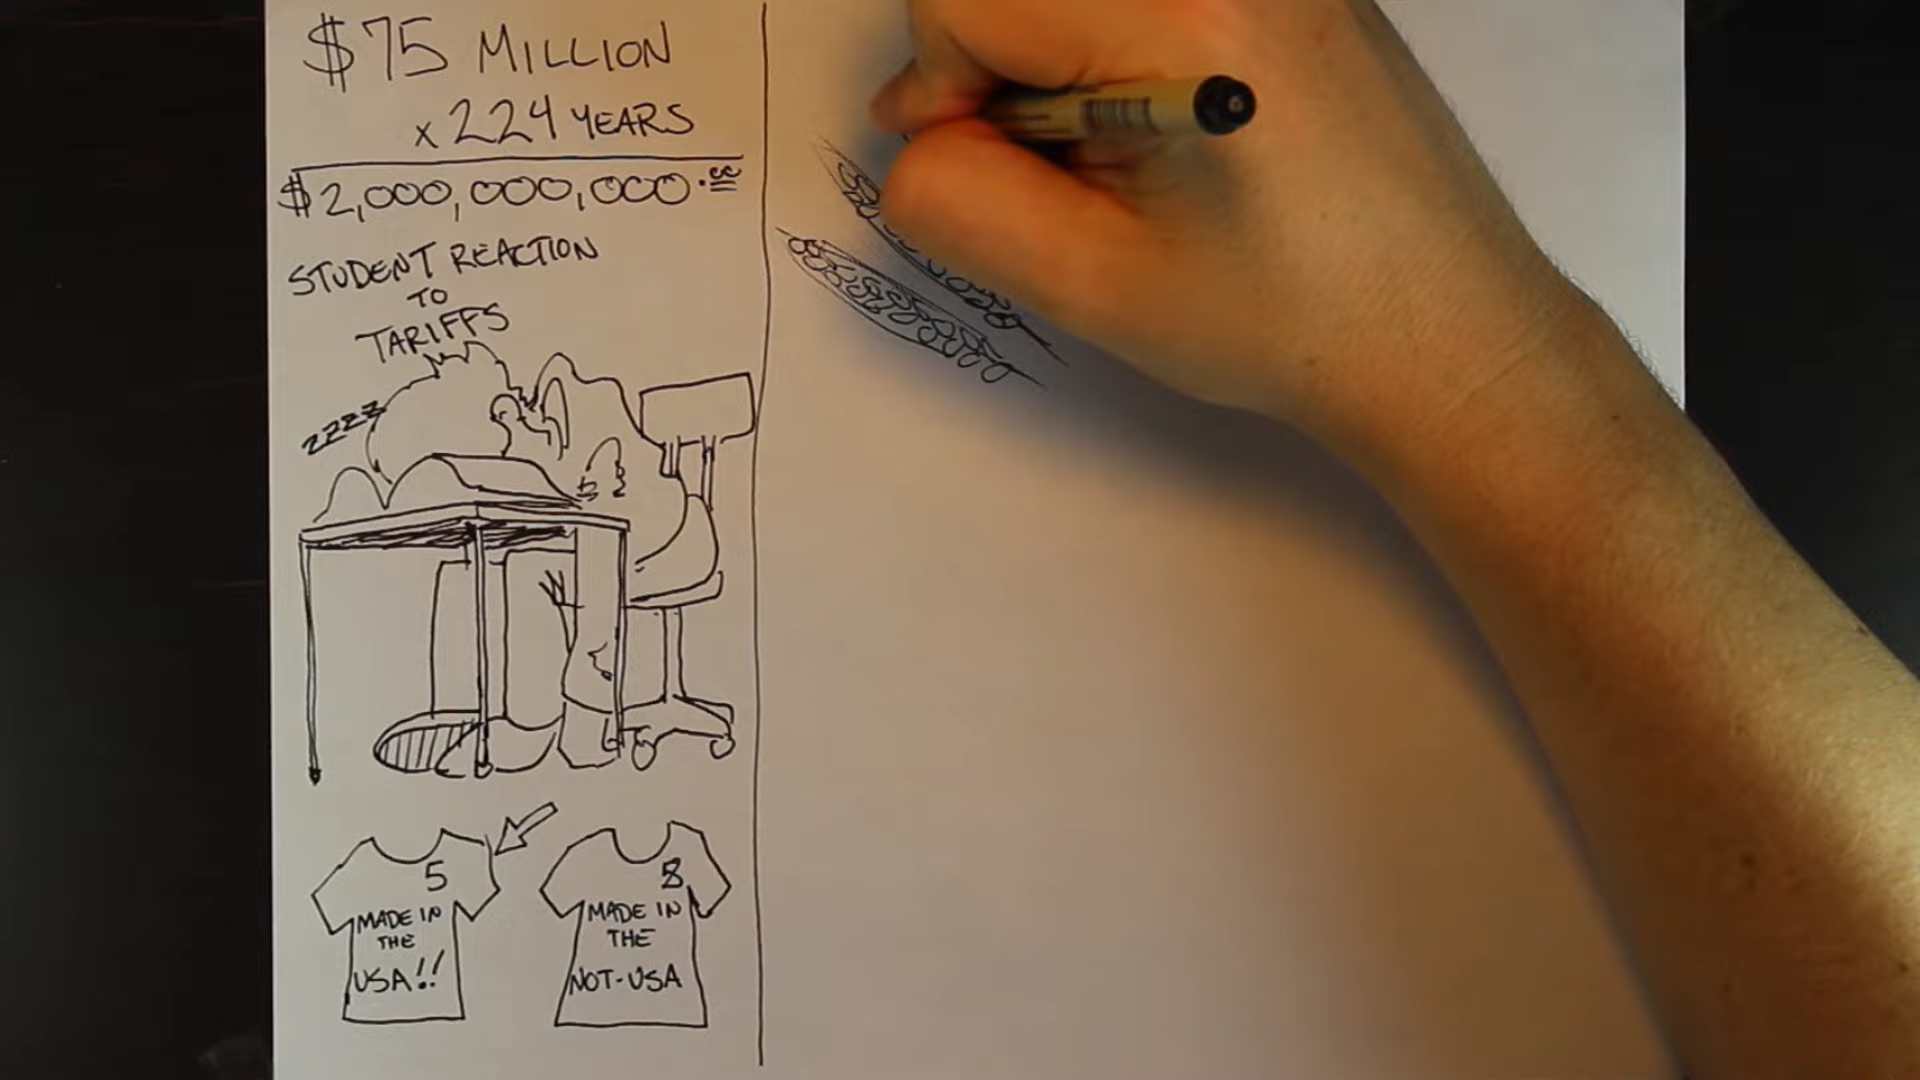 $75 MILLION
x 224 YEARS
$2,000,000,000.00
STUDENT REACTION
TO
TARIFFS
ZZZZ
5
MADE IN
THE
USA!!
8
MADE IN
THE
NOT-USA